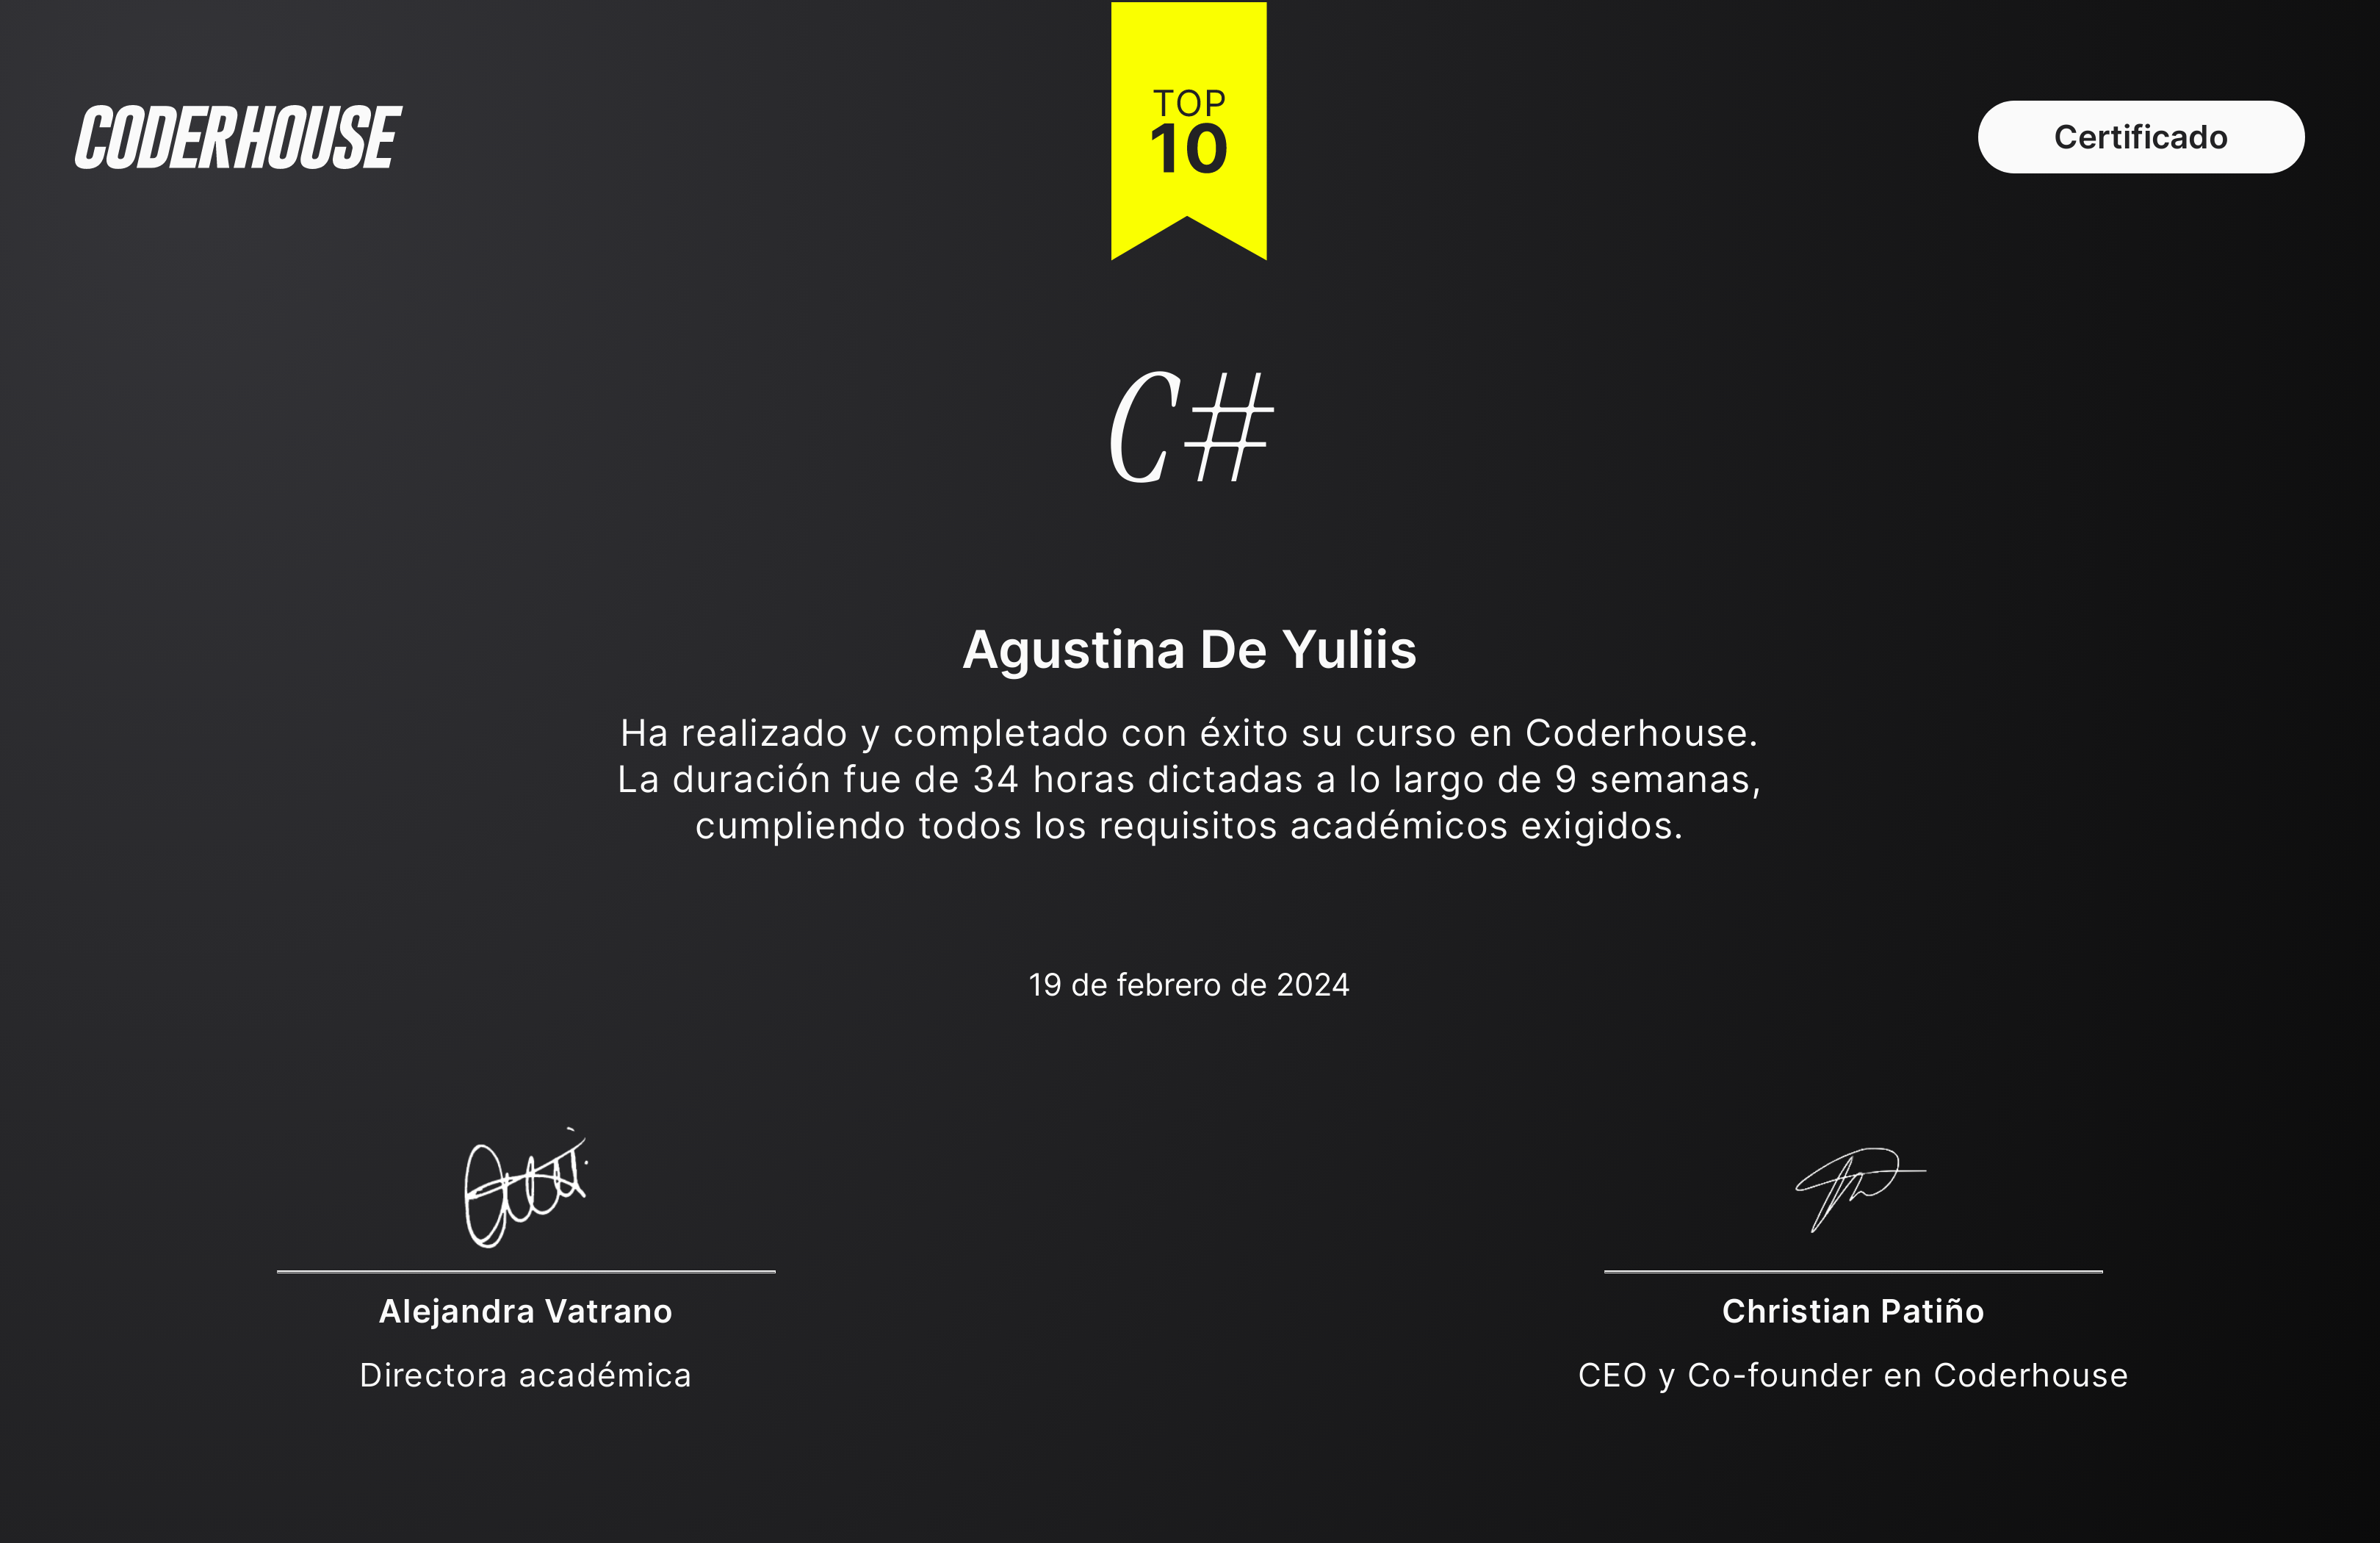 CODERHOUSE
TOP
10
Certificado
C#
Agustina De Yuliis
Ha realizado y completado con éxito su curso en Coderhouse.
La duración fue de 34 horas dictadas a lo largo de 9 semanas,
cumpliendo todos los requisitos académicos exigidos.
19 de febrero de 2024
Alejandra Vatrano
Directora académica
Christian Patiño
CEO y Co-founder en Coderhouse